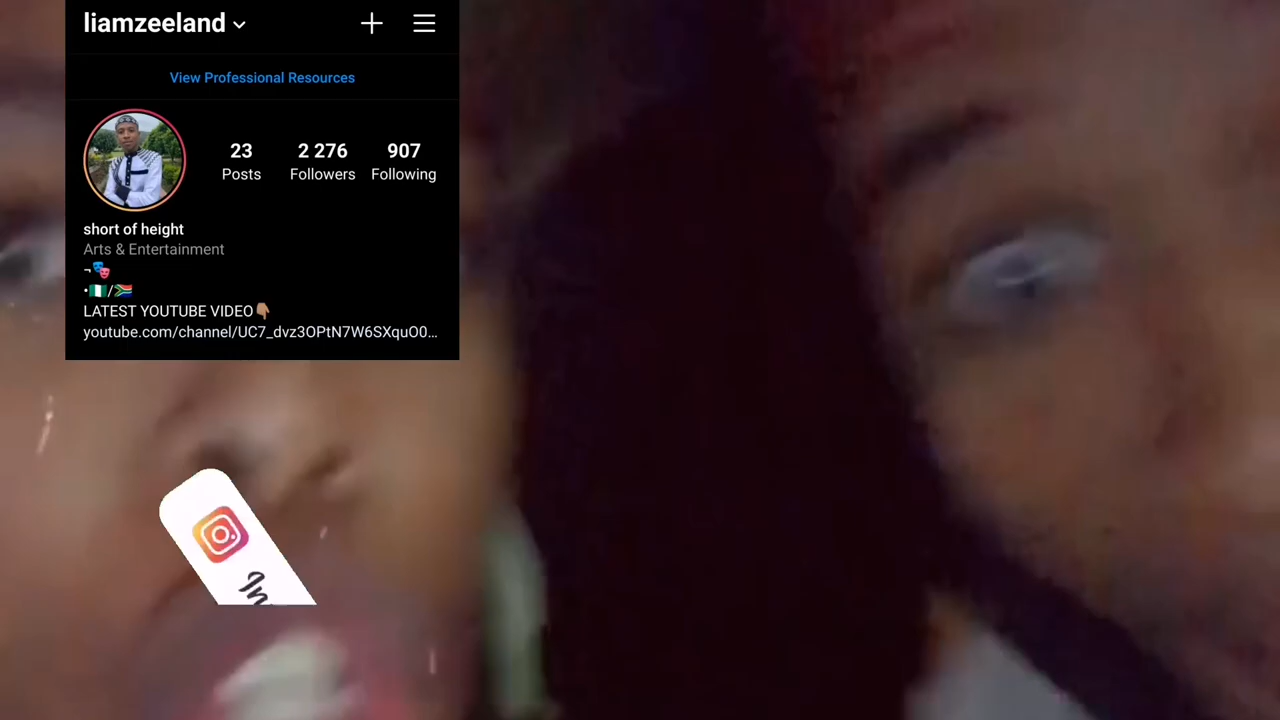 liamzeeland
View Professional Resources
23 2 276 907
Posts Followers Following
short of height
Arts & Entertainment
¬🎭
•🇳🇬/🇿🇦
LATEST YOUTUBE VIDEO👇🏽
youtube.com/channel/UC7_dvz3OPtN7W6SXquO0...
In